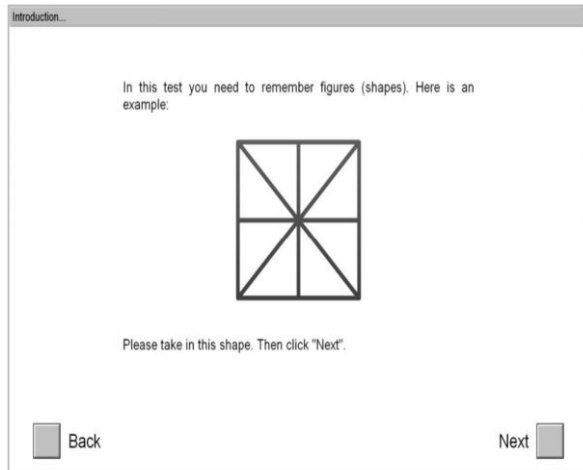 Introduction...
In this test you need to remember figures (shapes). Here is an
example:
Please take in this shape. Then click "Next".
Back
Next